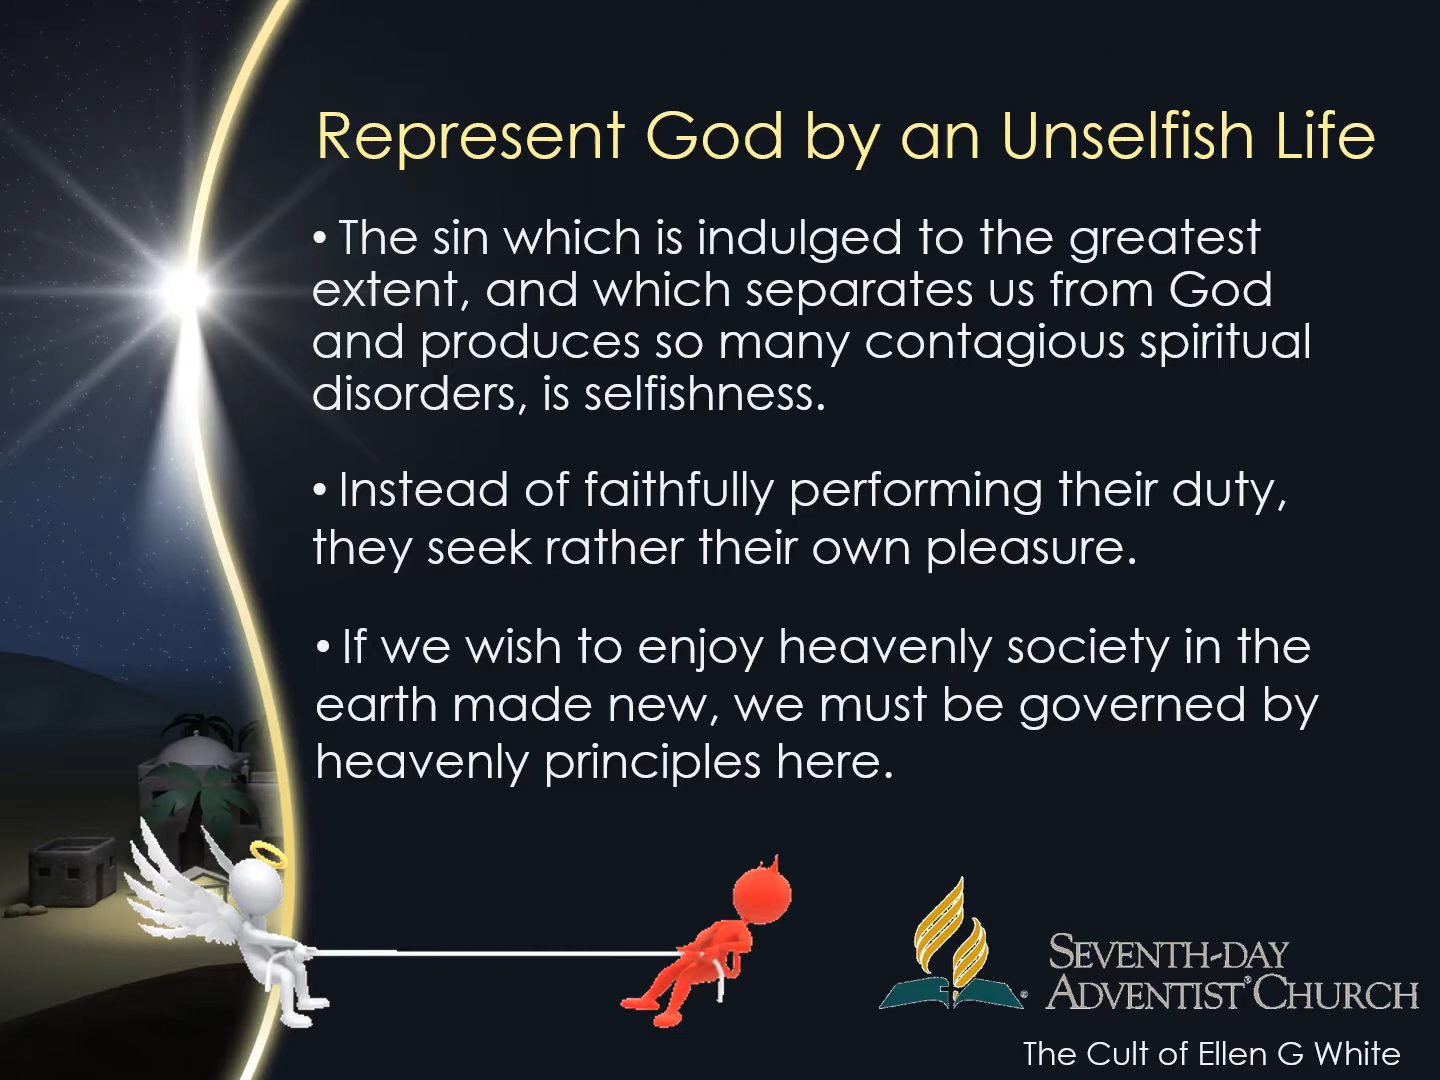 Represent God by an Unselfish Life
• The sin which is indulged to the greatest
extent, and which separates us from God
and produces so many contagious spiritual
disorders, is selfishness.
• Instead of faithfully performing their duty,
they seek rather their own pleasure.
• If we wish to enjoy heavenly society in the
earth made new, we must be governed by
heavenly principles here.
SEVENTH-DAY
ADVENTIST® CHURCH
The Cult of Ellen G White